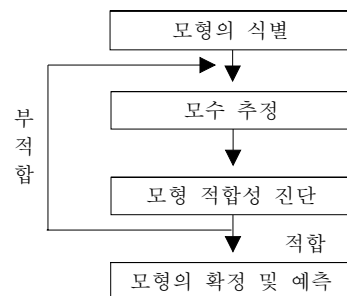 모형의 식별
모수 추정
부적합
모형 적합성 진단
적합
모형의 확정 및 예측